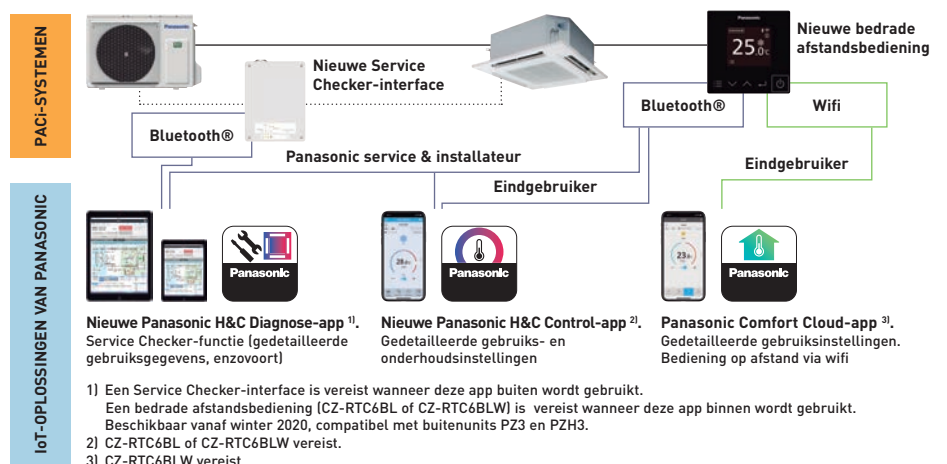 PACi-SYSTEMEN
Panasonic
Nieuwe Service
Checker-interface
Panasonic
25.0c
Nieuwe bedrade
afstandsbediening
Bluetooth®
Bluetooth®
Wifi
Panasonic service & installateur
Eindgebruiker
Eindgebruiker
IoT-OPLOSSINGEN VAN PANASONIC
Panasonic
Panasonic
Panasonic
Nieuwe Panasonic H&C Diagnose-app 1).
Service Checker-functie (gedetailleerde
gebruiksgegevens, enzovoort)
Nieuwe Panasonic H&C Control-app 2).
Gedetailleerde gebruiks- en
onderhoudsinstellingen
Panasonic Comfort Cloud-app 3).
Gedetailleerde gebruiksinstellingen.
Bediening op afstand via wifi
1) Een Service Checker-interface is vereist wanneer deze app buiten wordt gebruikt.
Een bedrade afstandsbediening (CZ-RTC6BL of CZ-RTC6BLW) is vereist wanneer deze app binnen wordt gebruikt.
Beschikbaar vanaf winter 2020, compatibel met buitenunits PZ3 en PZH3.
2) CZ-RTC6BL of CZ-RTC6BLW vereist.
3) CZ-RTC6BLW vereist